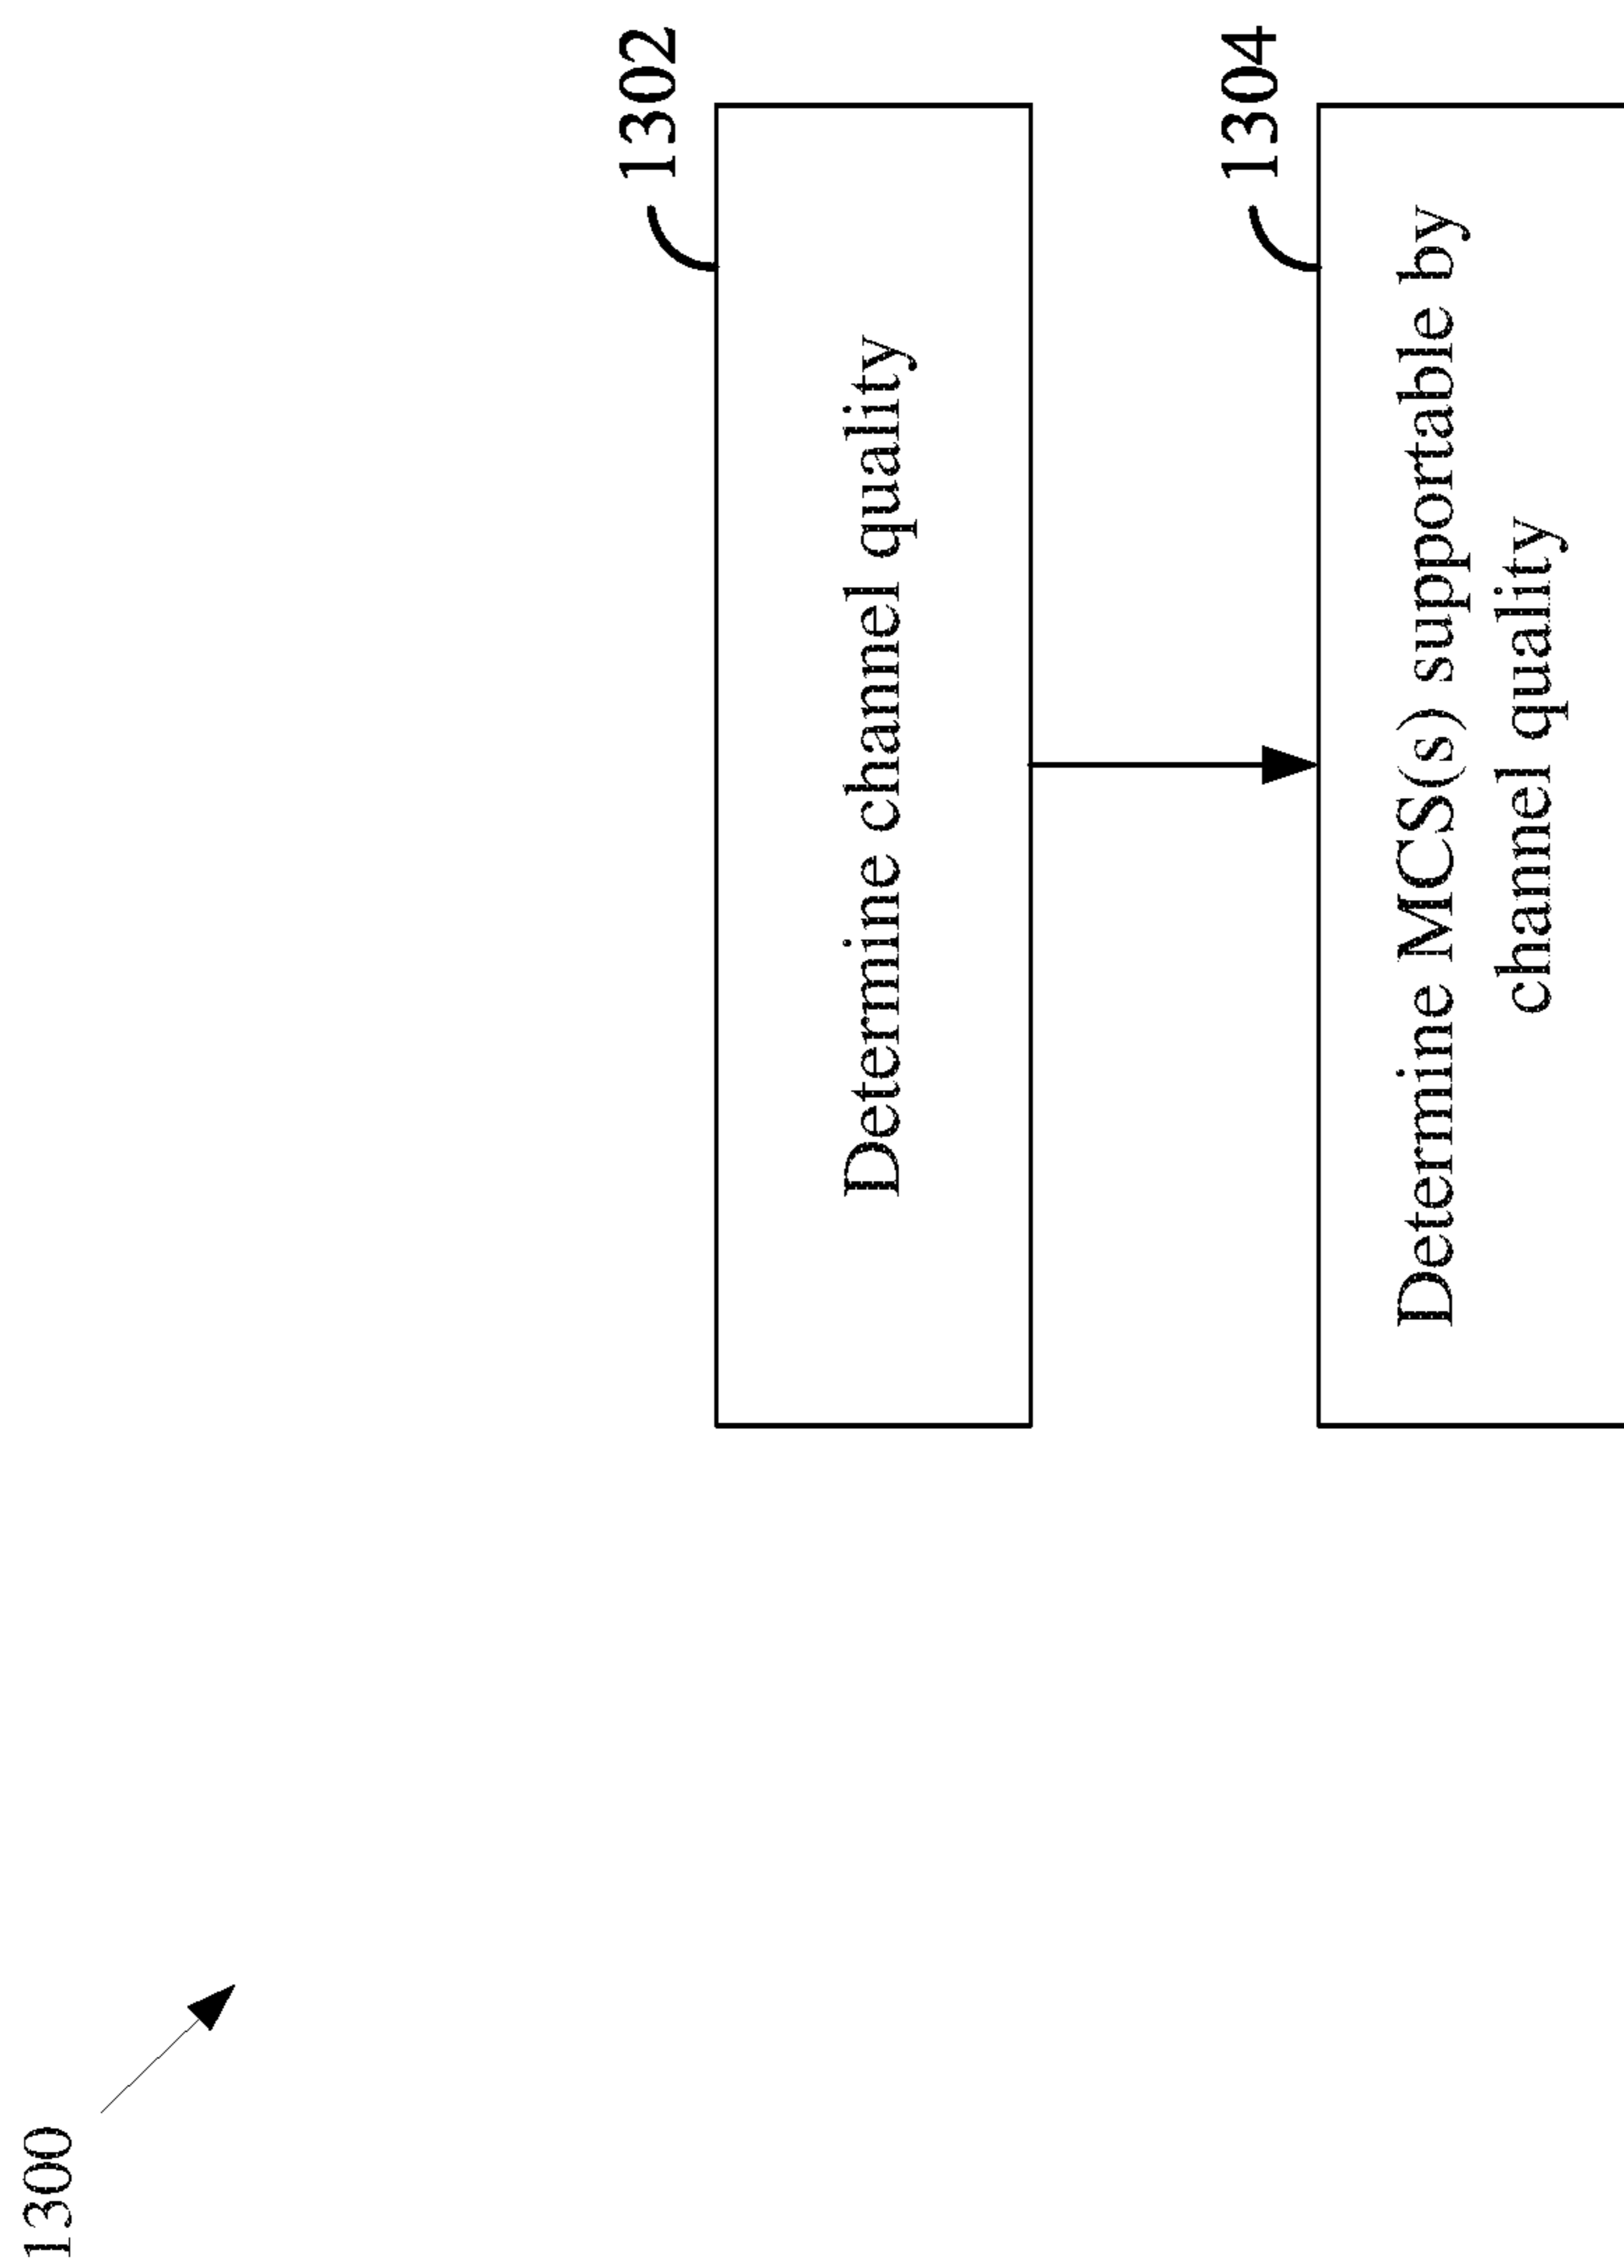 1300
1302
Determine channel quality
1304
Determine MCS(s) supportable by
channel quality